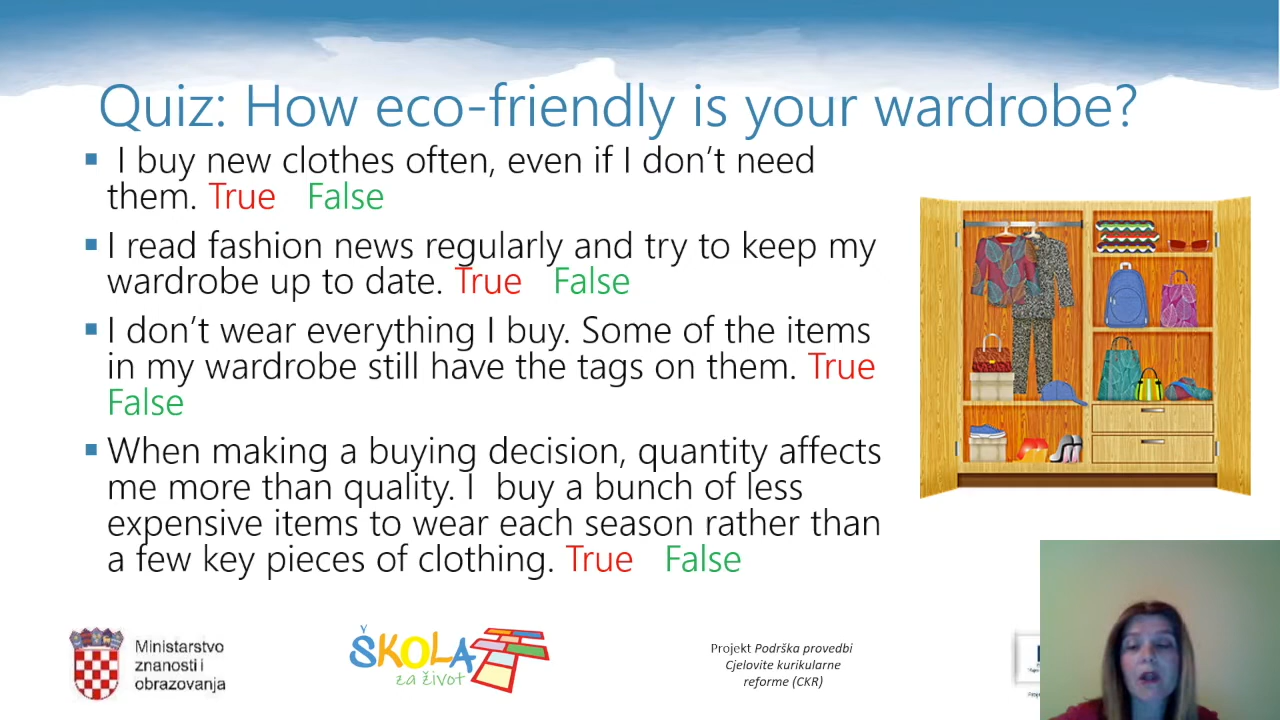 Quiz: How eco-friendly is your wardrobe?
I buy new clothes often, even if I don’t need
them. True False
I read fashion news regularly and try to keep my
wardrobe up to date. True False
I don’t wear everything I buy. Some of the items
in my wardrobe still have the tags on them. True
False
When making a buying decision, quantity affects
me more than quality. I buy a bunch of less
expensive items to wear each season rather than
a few key pieces of clothing. True False
Ministarstvo
znanosti i
obrazovanja
ŠKOLA
za život
Projekt Podrška provedbi
Cjelovite kurikularne
reforme (CKR)